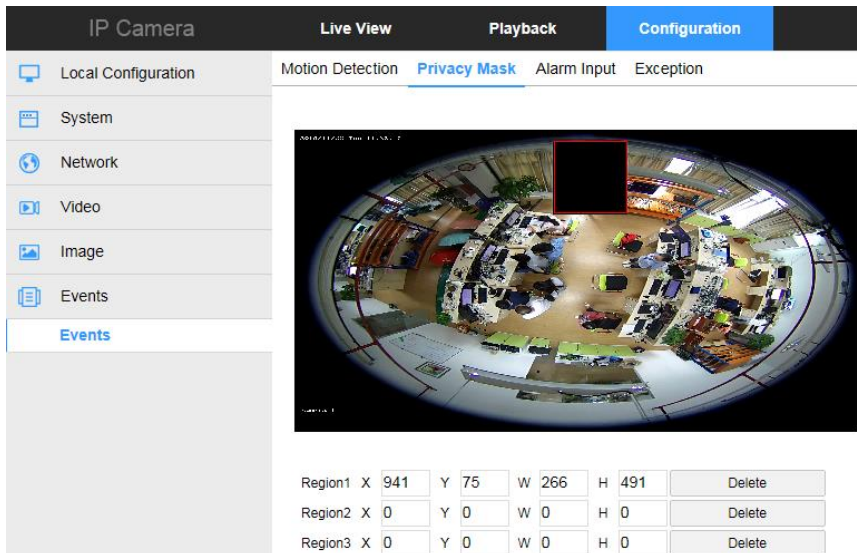 IP Camera
Live View Playback Configuration
Motion Detection Privacy Mask Alarm Input Exception
Local Configuration
System
Network
Video
Image
Events
Events
Region1 X 941 Y 75 W 266 H 491 Delete
Region2 X 0 Y 0 W 0 H 0 Delete
Region3 X 0 Y 0 W 0 H 0 Delete